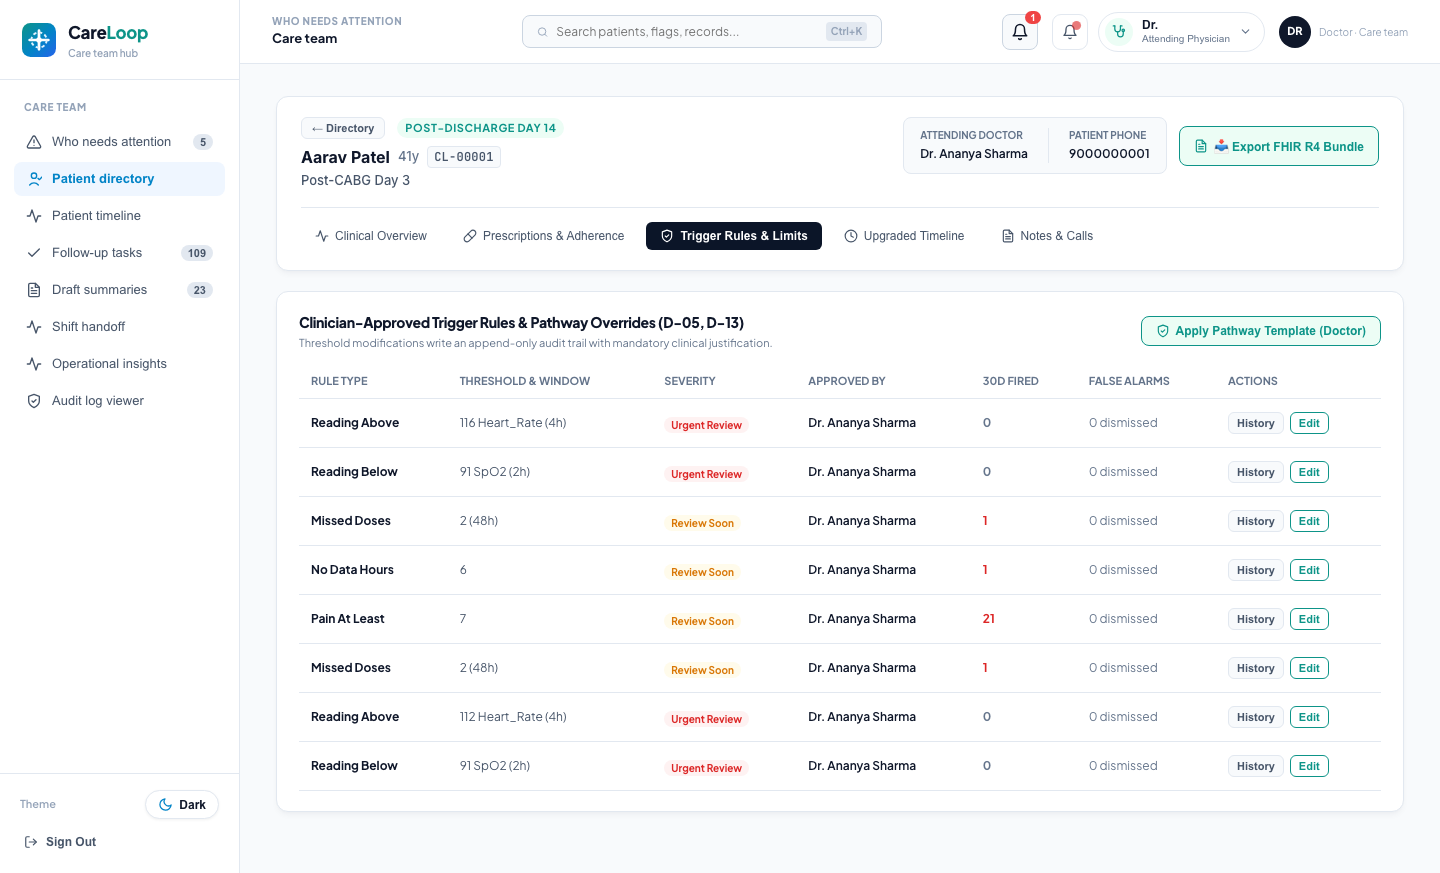 CareLoop
Care team hub
CARE TEAM
Who needs attention 5
Patient directory
Patient timeline
Follow-up tasks 109
Draft summaries 23
Shift handoff
Operational insights
Audit log viewer
Theme Dark
Sign Out
WHO NEEDS ATTENTION
Care team
Search patients, flags, records... Ctrl+K
1
Dr.
Attending Physician
DR Doctor · Care team
← Directory POST-DISCHARGE DAY 14
Aarav Patel 41y CL-00001
Post-CABG Day 3
ATTENDING DOCTOR PATIENT PHONE
Dr. Ananya Sharma 9000000001
Export FHIR R4 Bundle
Clinical Overview Prescriptions & Adherence Trigger Rules & Limits Upgraded Timeline Notes & Calls
Clinician-Approved Trigger Rules & Pathway Overrides (D-05, D-13)
Threshold modifications write an append-only audit trail with mandatory clinical justification.
Apply Pathway Template (Doctor)
RULE TYPE THRESHOLD & WINDOW SEVERITY APPROVED BY 30D FIRED FALSE ALARMS ACTIONS
Reading Above 116 Heart_Rate (4h) Urgent Review Dr. Ananya Sharma 0 0 dismissed History Edit
Reading Below 91 SpO2 (2h) Urgent Review Dr. Ananya Sharma 0 0 dismissed History Edit
Missed Doses 2 (48h) Review Soon Dr. Ananya Sharma 1 0 dismissed History Edit
No Data Hours 6 Review Soon Dr. Ananya Sharma 1 0 dismissed History Edit
Pain At Least 7 Review Soon Dr. Ananya Sharma 21 0 dismissed History Edit
Missed Doses 2 (48h) Review Soon Dr. Ananya Sharma 1 0 dismissed History Edit
Reading Above 112 Heart_Rate (4h) Urgent Review Dr. Ananya Sharma 0 0 dismissed History Edit
Reading Below 91 SpO2 (2h) Urgent Review Dr. Ananya Sharma 0 0 dismissed History Edit